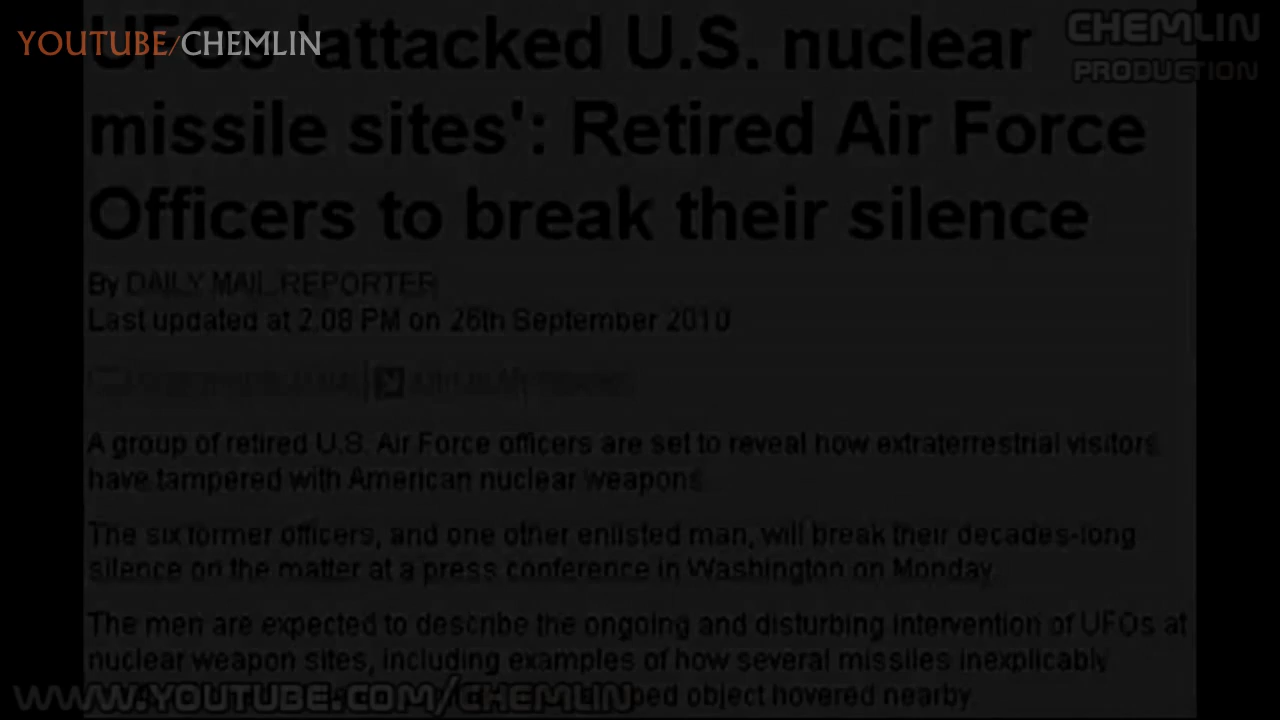 YOUTUBE/CHEMLIN
CHEMLIN
PRODUCTION
UFOs 'attacked U.S. nuclear
missile sites': Retired Air Force
Officers to break their silence
By DAILY MAIL REPORTER
Last updated at 2:08 PM on 26th September 2010
A group of retired U.S. Air Force officers are set to reveal how extraterrestrial visitors
have tampered with American nuclear weapons
The six former officers, and one other enlisted man, will break their decades-long
silence on the matter at a press conference in Washington on Monday.
The men are expected to describe the ongoing and disturbing intervention of UFOs at
nuclear weapon sites, including examples of how several missiles inexplicably
object hovered nearby.
WWW.YOUTUBE.COM/CHEMLIN